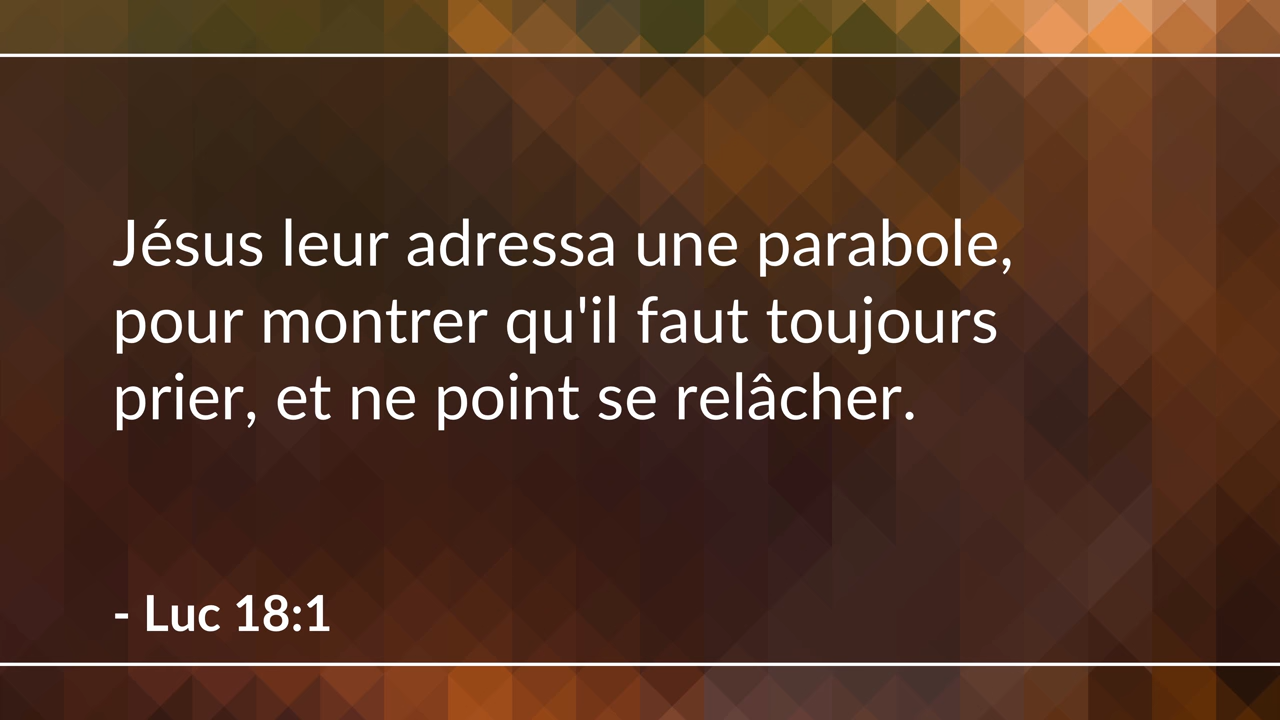 Jésus leur adressa une parabole,
pour montrer qu'il faut toujours
prier, et ne point se relâcher.
- Luc 18:1